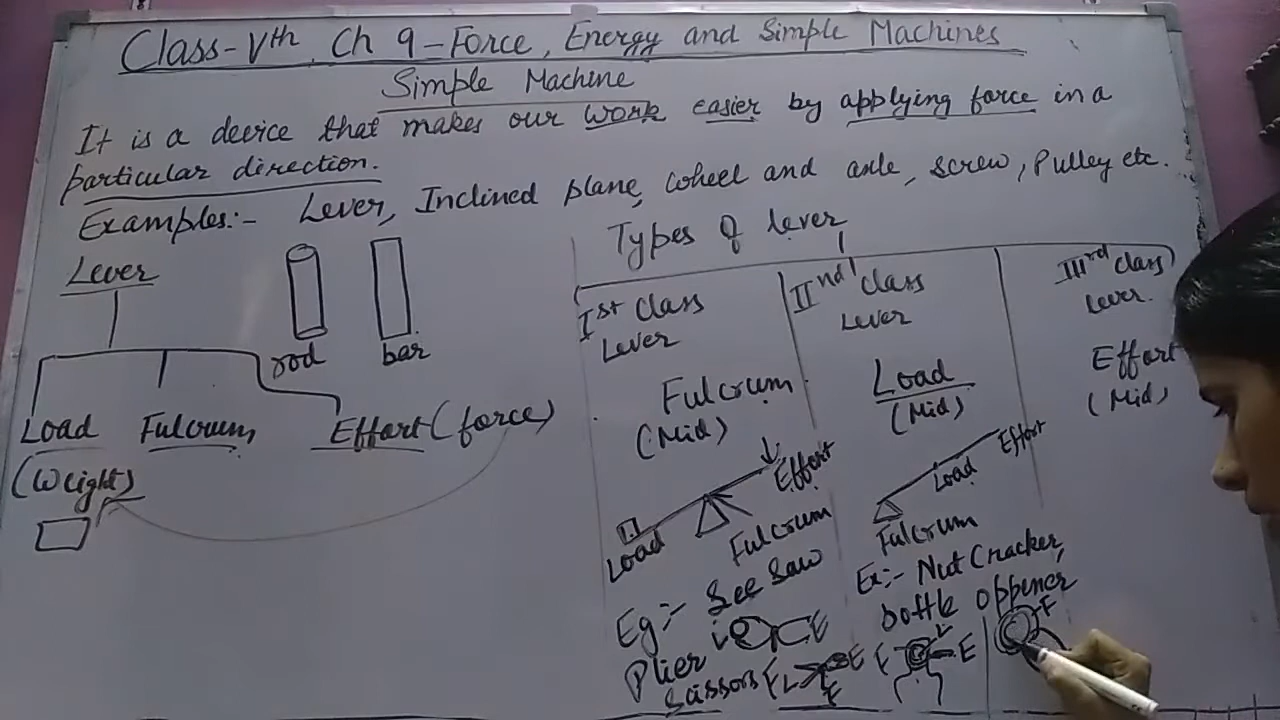 Class-Vth Ch 9-Force, Energy and Simple Machines
Simple Machine
It is a device that makes our work easier by applying force in a
particular direction.
Examples:- Lever, Inclined plane, wheel and axle, screw, Pulley etc.
Lever
rod
bar
Load
Fulcrum
Effort (force)
(Weight)
Types of lever
Ist Class
Lever
Fulcrum
(Mid)
Effort
Load
Fulcrum
Eg:- See Saw
Plier
L
E
Scissors
F L
E
F
IInd Class
Lever
Load
(Mid)
Effort
Load
Fulcrum
Ex:- Nut Cracker,
bottle oppener
F
L
E
F
IIIrd Class
Lever.
Effort
(Mid)